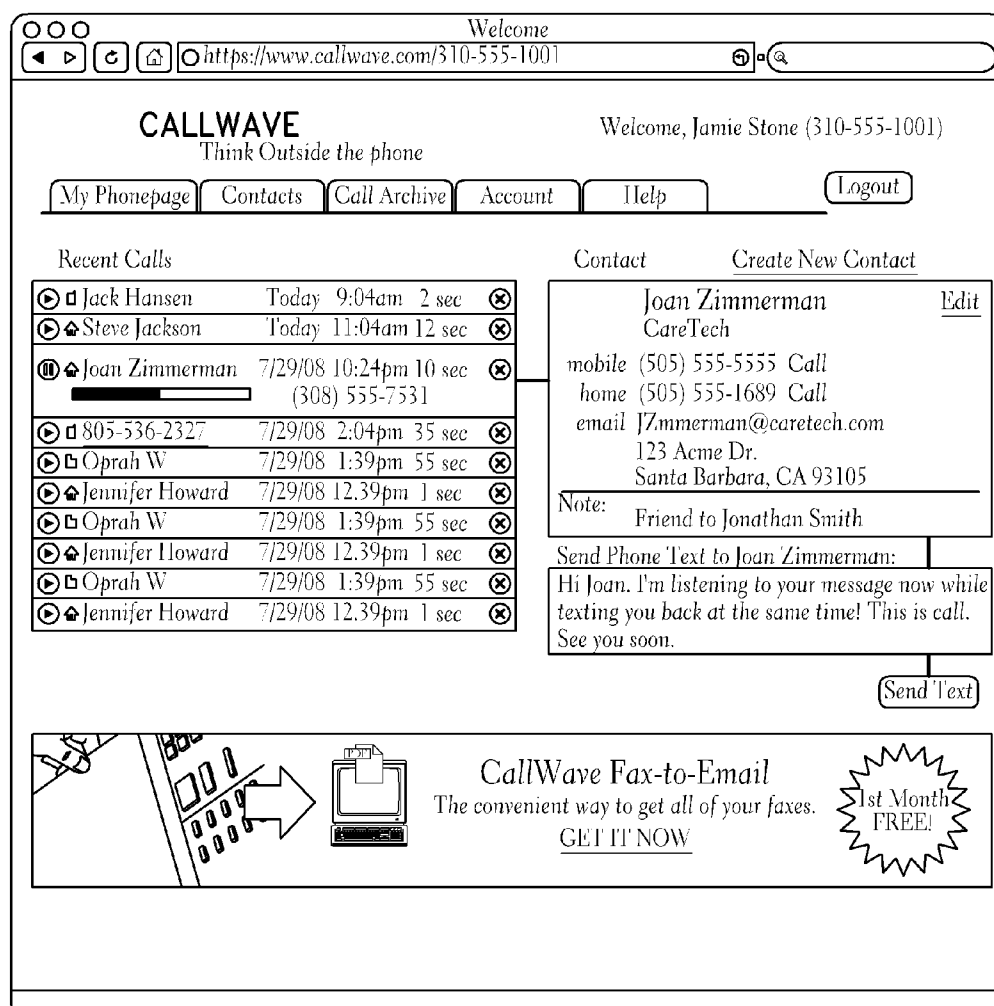 Welcome
https://www.callwave.com/310-555-1001
CALLWAVE
Think Outside the phone
Welcome, Jamie Stone (310-555-1001)
My Phonepage Contacts Call Archive Account Help Logout
Recent Calls
Jack Hansen Today 9:04am 2 sec
Steve Jackson Today 11:04am 12 sec
Joan Zimmerman 7/29/08 10:24pm 10 sec
(308) 555-7531
805-536-2327 7/29/08 2:04pm 35 sec
Oprah W 7/29/08 1:39pm 55 sec
Jennifer Howard 7/29/08 12.39pm 1 sec
Oprah W 7/29/08 1:39pm 55 sec
Jennifer Howard 7/29/08 12.39pm 1 sec
Oprah W 7/29/08 1:39pm 55 sec
Jennifer Howard 7/29/08 12.39pm 1 sec
Contact Create New Contact
Joan Zimmerman Edit
CareTech
mobile (505) 555-5555 Call
home (505) 555-1689 Call
email JZmmerman@caretech.com
123 Acme Dr.
Santa Barbara, CA 93105
Note:
Friend to Jonathan Smith
Send Phone Text to Joan Zimmerman:
Hi Joan. I'm listening to your message now while
texting you back at the same time! This is call.
See you soon.
Send Text
PDF
CallWave Fax-to-Email
The convenient way to get all of your faxes.
GET IT NOW
1st Month
FREE!